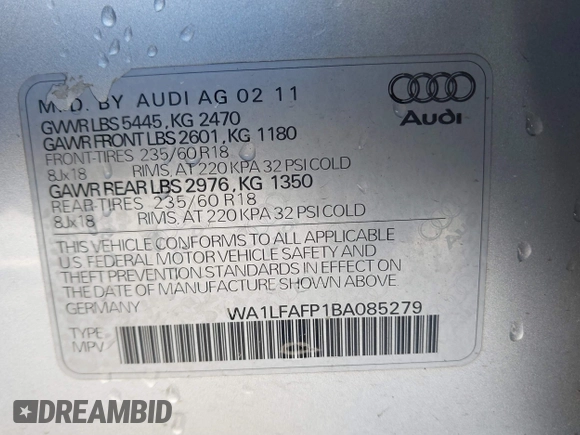 MFD. BY AUDI AG 02 11
GVWR LBS 5445, KG 2470
GAWR FRONT LBS 2601, KG 1180
FRONT-TIRES 235/60 R18
8Jx18 RIMS, AT 220 KPA 32 PSI COLD
GAWR REAR LBS 2976, KG 1350
REAR-TIRES 235/60 R18
8Jx18 RIMS, AT 220 KPA 32 PSI COLD
THIS VEHICLE CONFORMS TO ALL APPLICABLE
U.S FEDERAL MOTOR VEHICLE SAFETY AND
THEFT PREVENTION STANDARDS IN EFFECT ON
THE DATE OF MANUFACTURE SHOWN ABOVE
GERMANY WA1LFAFP1BA085279
TYPE
MPV
Audi
DREAMBID